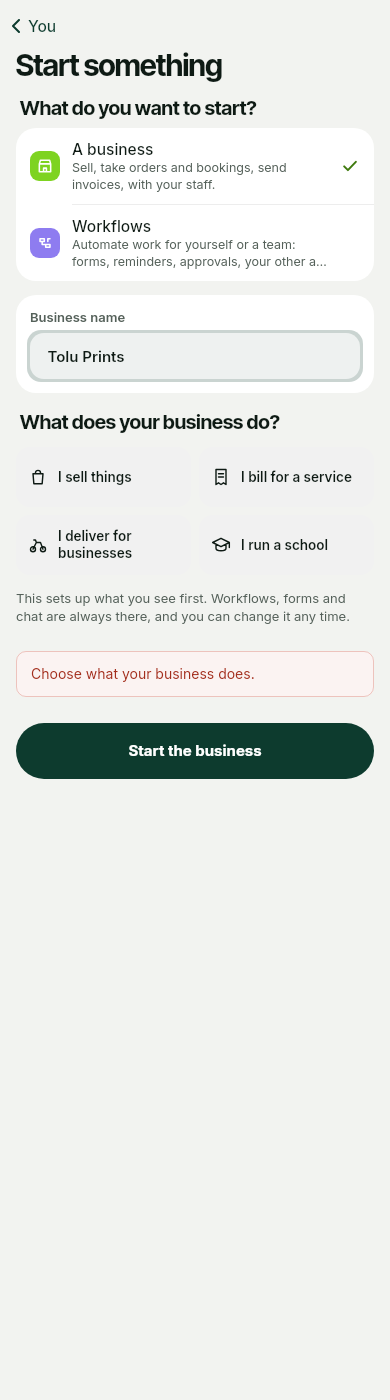 You
Start something
What do you want to start?
A business
Sell, take orders and bookings, send
invoices, with your staff.
Workflows
Automate work for yourself or a team:
forms, reminders, approvals, your other a...
Business name
Tolu Prints
What does your business do?
I sell things
I bill for a service
I deliver for
businesses
I run a school
This sets up what you see first. Workflows, forms and
chat are always there, and you can change it any time.
Choose what your business does.
Start the business